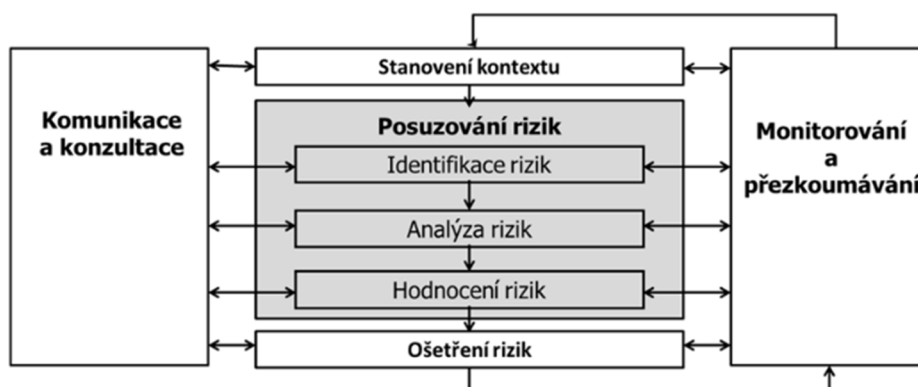 Komunikace
a konzultace
Stanovení kontextu
Posuzování rizik
Identifikace rizik
Analýza rizik
Hodnocení rizik
Ošetření rizik
Monitorování
a
přezkoumávání